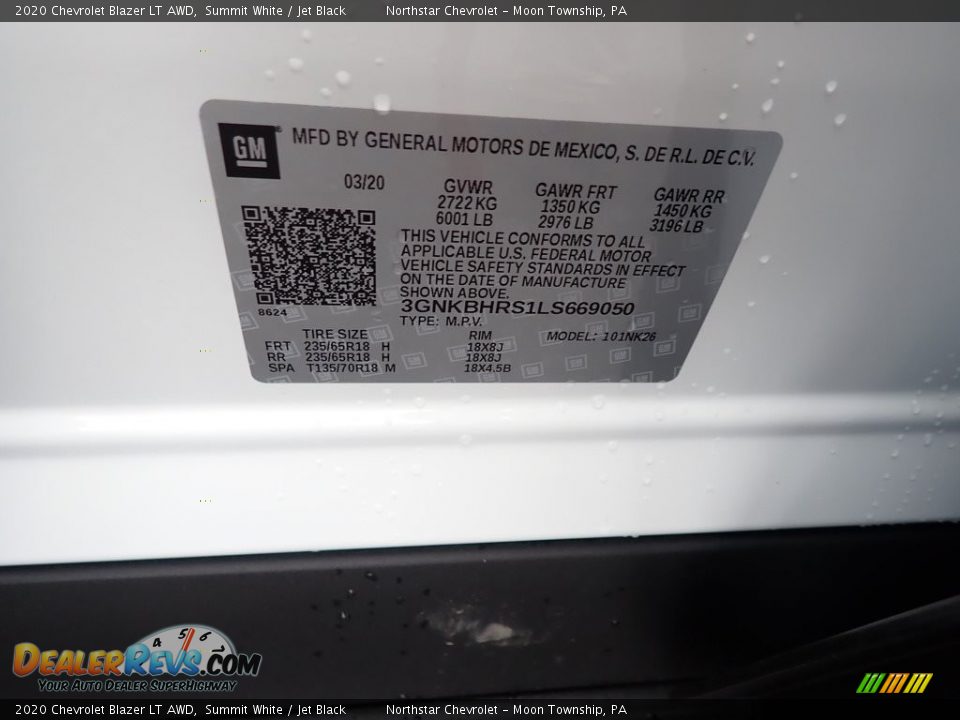 2020 Chevrolet Blazer LT AWD, Summit White / Jet Black Northstar Chevrolet - Moon Township, PA
GM MFD BY GENERAL MOTORS DE MEXICO, S. DE R.L. DE C.V.
03/20 GVWR GAWR FRT GAWR RR
2722 KG 1350 KG 1450 KG
6001 LB 2976 LB 3196 LB
THIS VEHICLE CONFORMS TO ALL
APPLICABLE U.S. FEDERAL MOTOR
VEHICLE SAFETY STANDARDS IN EFFECT
ON THE DATE OF MANUFACTURE
SHOWN ABOVE.
8624 3GNKBHRS1LS669050
TYPE: M.P.V.
TIRE SIZE RIM MODEL: 101NK26
FRT 235/65R18 H 18X8J
RR 235/65R18 H 18X8J
SPA T135/70R18 M 18X4.5B
4 5 6
DEALERREVS.COM
YOUR AUTO DEALER SUPERHIGHWAY
2020 Chevrolet Blazer LT AWD, Summit White / Jet Black Northstar Chevrolet - Moon Township, PA